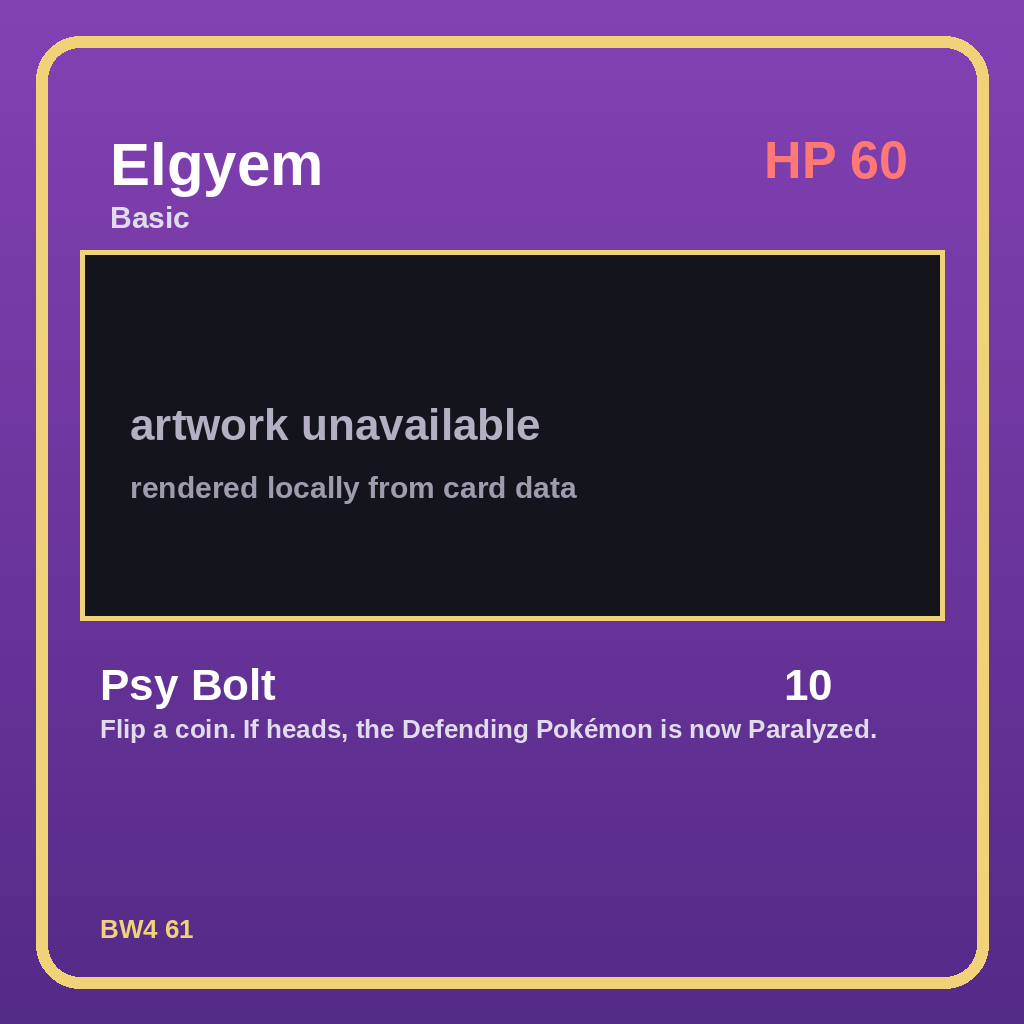 Elgyem
HP 60
Basic
artwork unavailable
rendered locally from card data
Psy Bolt
10
Flip a coin. If heads, the Defending Pokémon is now Paralyzed.
BW4 61